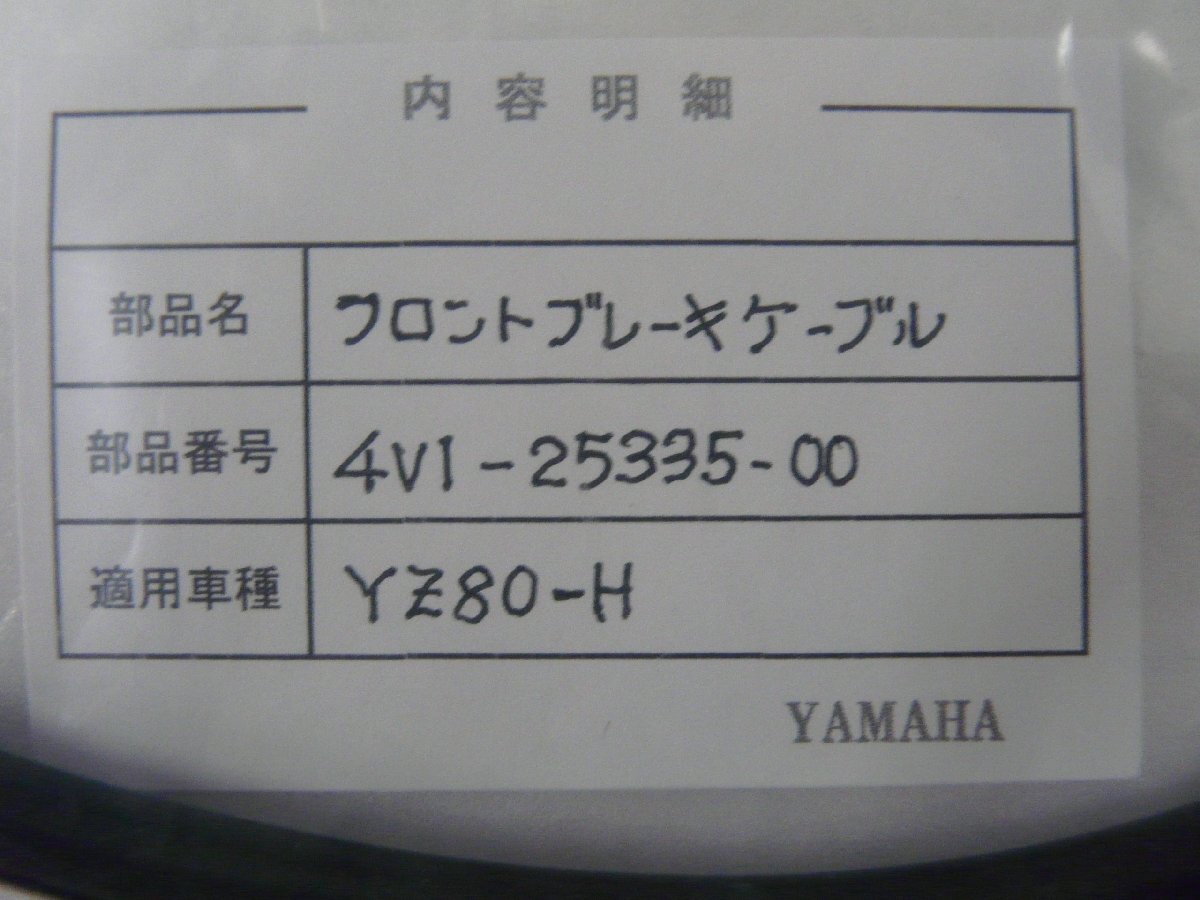 内容明細
部品名 フロントブレーキケーブル
部品番号 4V1-25335-00
適用車種 YZ80-H
YAMAHA